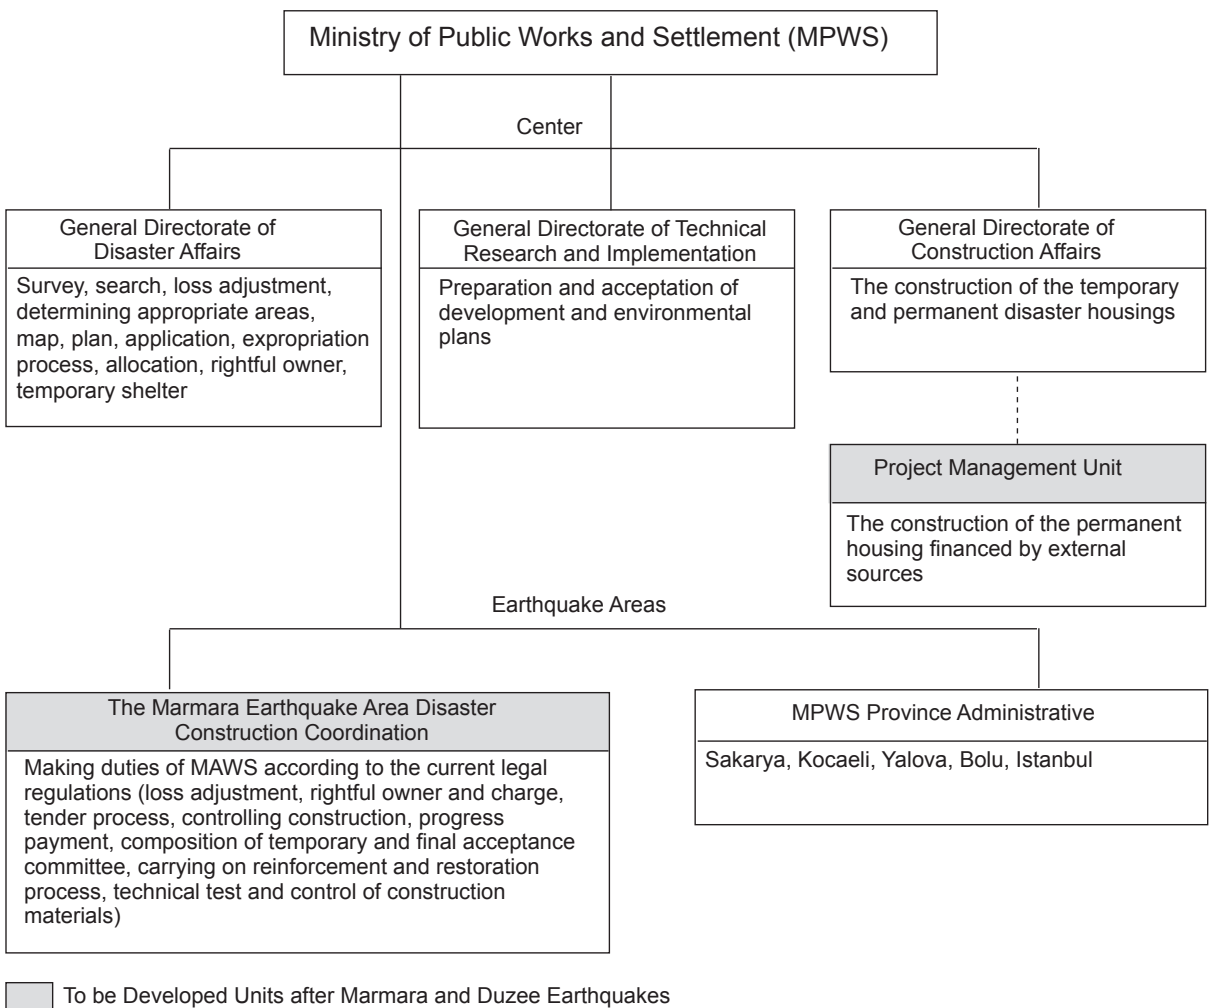 Ministry of Public Works and Settlement (MPWS)
Center
General Directorate of
Disaster Affairs
Survey, search, loss adjustment,
determining appropriate areas,
map, plan, application, expropriation
process, allocation, rightful owner,
temporary shelter
General Directorate of Technical
Research and Implementation
Preparation and acceptation of
development and environmental
plans
General Directorate of
Construction Affairs
The construction of the temporary
and permanent disaster housings
Project Management Unit
The construction of the permanent
housing financed by external
sources
Earthquake Areas
The Marmara Earthquake Area Disaster
Construction Coordination
Making duties of MAWS according to the current legal
regulations (loss adjustment, rightful owner and charge,
tender process, controlling construction, progress
payment, composition of temporary and final acceptance
committee, carrying on reinforcement and restoration
process, technical test and control of construction
materials)
MPWS Province Administrative
Sakarya, Kocaeli, Yalova, Bolu, Istanbul
To be Developed Units after Marmara and Duzee Earthquakes